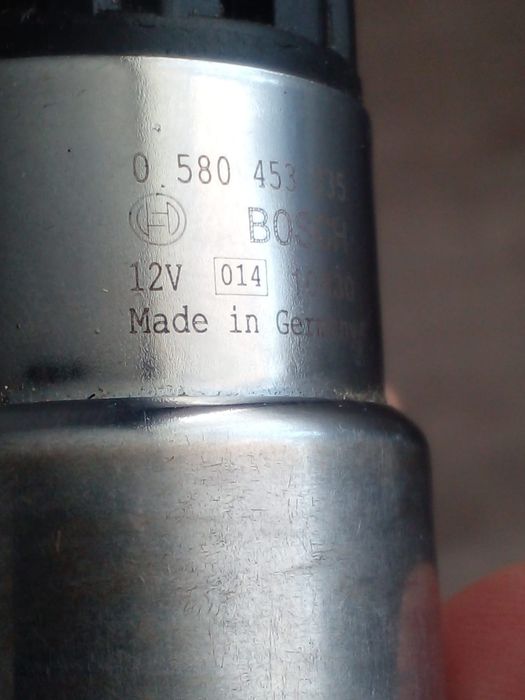 0 580 453
BOSCH
12V 014
Made in Germany